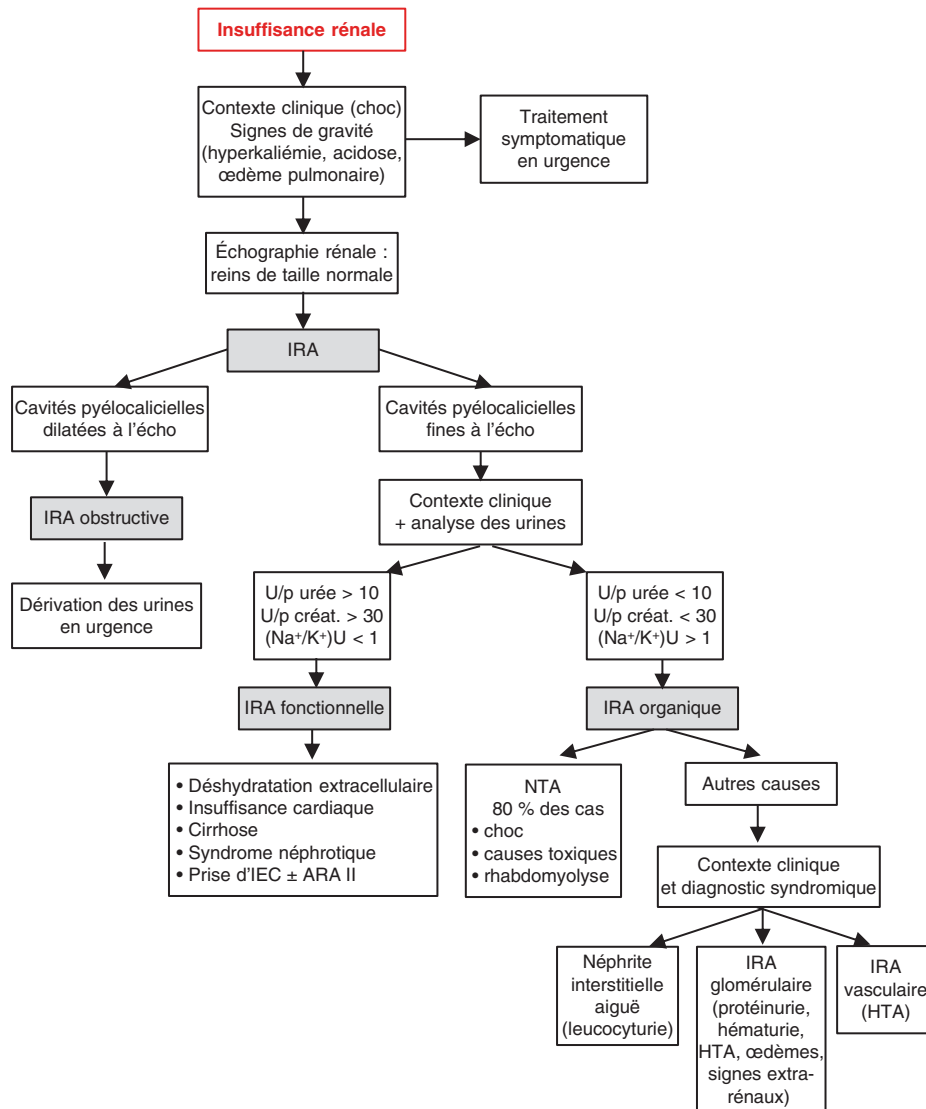 Insuffisance rénale
Contexte clinique (choc)
Signes de gravité
(hyperkaliémie, acidose,
œdème pulmonaire)
Traitement
symptomatique
en urgence
Échographie rénale :
reins de taille normale
IRA
Cavités pyélocalicielles
dilatées à l'écho
Cavités pyélocalicielles
fines à l'écho
IRA obstructive
Contexte clinique
+ analyse des urines
Dérivation des urines
en urgence
U/p urée > 10
U/p créat. > 30
(Na⁺/K⁺)U < 1
U/p urée < 10
U/p créat. < 30
(Na⁺/K⁺)U > 1
IRA fonctionnelle
IRA organique
• Déshydratation extracellulaire
• Insuffisance cardiaque
• Cirrhose
• Syndrome néphrotique
• Prise d'IEC ± ARA II
NTA
80 % des cas
• choc
• causes toxiques
• rhabdomyolyse
Autres causes
Contexte clinique
et diagnostic syndromique
Néphrite
interstitielle
aiguë
(leucocyturie)
IRA
glomérulaire
(protéinurie,
hématurie,
HTA, œdèmes,
signes extra-
rénaux)
IRA
vasculaire
(HTA)